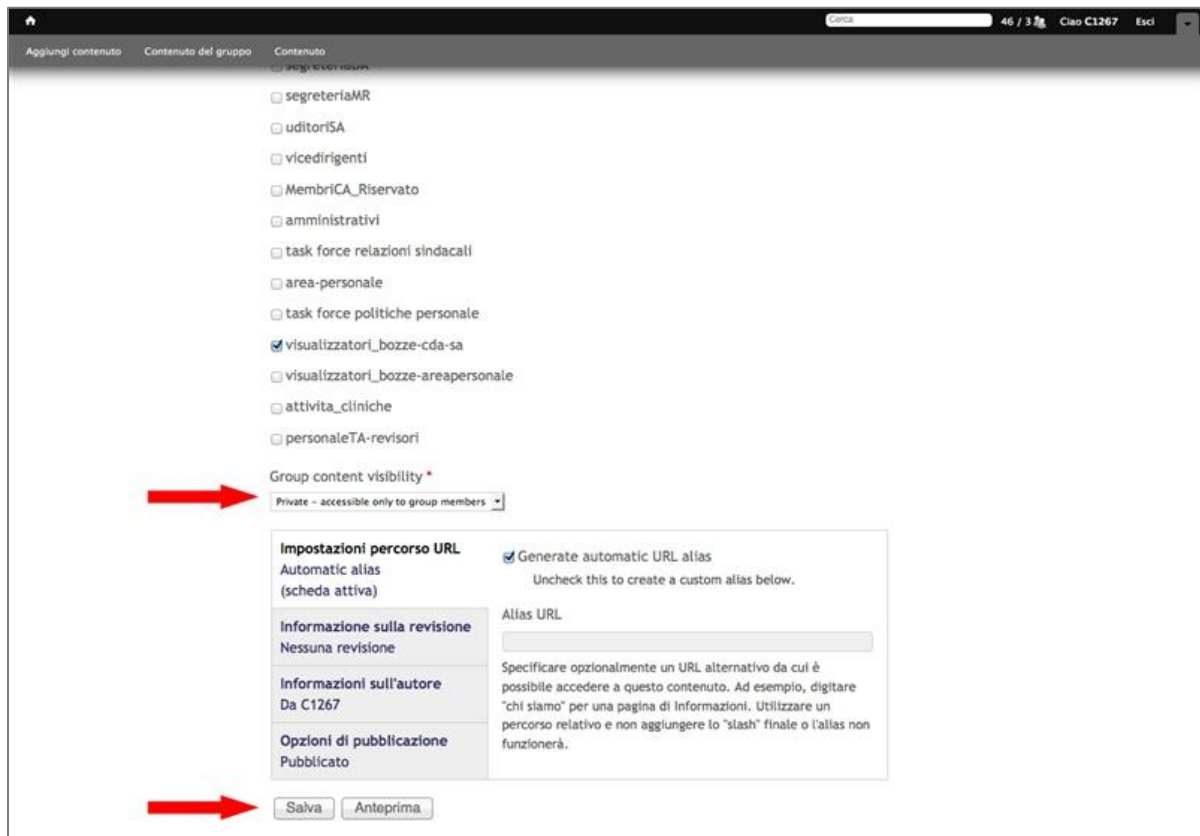 Cerca
46 / 3 Ciao C1267 Esci
Aggiungi contenuto Contenuto del gruppo Contenuto
segreteriaMR
uditoriSA
vicedirigenti
MembriCA_Riservato
amministrativi
task force relazioni sindacali
area-personale
task force politiche personale
visualizzatori_bozze-cda-sa
visualizzatori_bozze-areapersonale
attivita_cliniche
personaleTA-revisori
Group content visibility *
Private - accessible only to group members
Impostazioni percorso URL
Automatic alias
(scheda attiva)
Informazione sulla revisione
Nessuna revisione
Informazioni sull'autore
Da C1267
Opzioni di pubblicazione
Pubblicato
Generate automatic URL alias
Uncheck this to create a custom alias below.
Alias URL
Specificare opzionalmente un URL alternativo da cui è
possibile accedere a questo contenuto. Ad esempio, digitare
"chi siamo" per una pagina di Informazioni. Utilizzare un
percorso relativo e non aggiungere lo "slash" finale o l'alias non
funzionerà.
Salva Anteprima